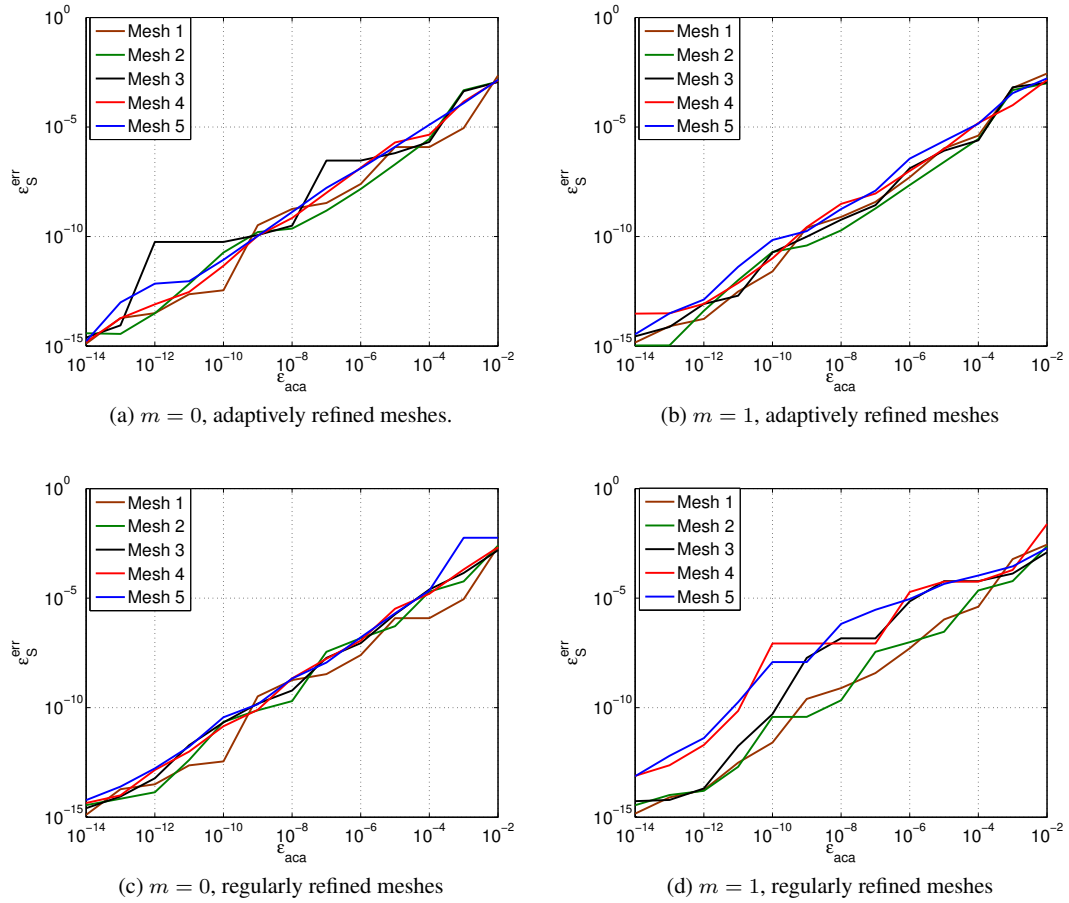 10^0
10^-5
10^-10
10^-15
ε_S^err
Mesh 1
Mesh 2
Mesh 3
Mesh 4
Mesh 5
10^-14 10^-12 10^-10 10^-8 10^-6 10^-4 10^-2
ε_aca
(a) m = 0, adaptively refined meshes.
10^0
10^-5
10^-10
10^-15
ε_S^err
Mesh 1
Mesh 2
Mesh 3
Mesh 4
Mesh 5
10^-14 10^-12 10^-10 10^-8 10^-6 10^-4 10^-2
ε_aca
(b) m = 1, adaptively refined meshes
10^0
10^-5
10^-10
10^-15
ε_S^err
Mesh 1
Mesh 2
Mesh 3
Mesh 4
Mesh 5
10^-14 10^-12 10^-10 10^-8 10^-6 10^-4 10^-2
ε_aca
(c) m = 0, regularly refined meshes
10^0
10^-5
10^-10
10^-15
ε_S^err
Mesh 1
Mesh 2
Mesh 3
Mesh 4
Mesh 5
10^-14 10^-12 10^-10 10^-8 10^-6 10^-4 10^-2
ε_aca
(d) m = 1, regularly refined meshes